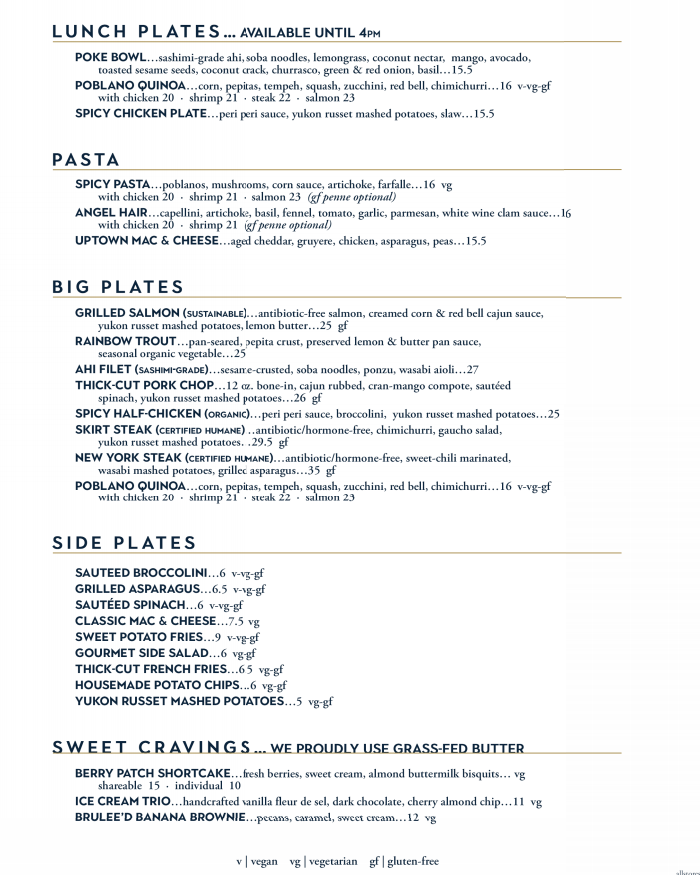 LUNCH PLATES... AVAILABLE UNTIL 4PM
POKE BOWL...sashimi-grade ahi, soba noodles, lemongrass, coconut nectar, mango, avocado,
toasted sesame seeds, coconut crack, churrasco, green & red onion, basil...15.5
POBLANO QUINOA...corn, pepitas, tempeh, squash, zucchini, red bell, chimichurri...16 v-vg-gf
with chicken 20 · shrimp 21 · steak 22 · salmon 23
SPICY CHICKEN PLATE...peri peri sauce, yukon russet mashed potatoes, slaw...15.5
PASTA
SPICY PASTA...poblanos, mushrooms, corn sauce, artichoke, farfalle...16 vg
with chicken 20 · shrimp 21 · salmon 23 (gf penne optional)
ANGEL HAIR...capellini, artichoke, basil, fennel, tomato, garlic, parmesan, white wine clam sauce...16
with chicken 20 · shrimp 21 (gf penne optional)
UPTOWN MAC & CHEESE...aged cheddar, gruyere, chicken, asparagus, peas...15.5
BIG PLATES
GRILLED SALMON (SUSTAINABLE)...antibiotic-free salmon, creamed corn & red bell cajun sauce,
yukon russet mashed potatoes, lemon butter...25 gf
RAINBOW TROUT...pan-seared, pepita crust, preserved lemon & butter pan sauce,
seasonal organic vegetable...25
AHI FILET (SASHIMI-GRADE)...sesame-crusted, soba noodles, ponzu, wasabi aioli...27
THICK-CUT PORK CHOP...12 oz. bone-in, cajun rubbed, cran-mango compote, sautéed
spinach, yukon russet mashed potatoes...26 gf
SPICY HALF-CHICKEN (ORGANIC)...peri peri sauce, broccolini, yukon russet mashed potatoes...25
SKIRT STEAK (CERTIFIED HUMANE) ..antibiotic/hormone-free, chimichurri, gaucho salad,
yukon russet mashed potatoes. .29.5 gf
NEW YORK STEAK (CERTIFIED HUMANE)...antibiotic/hormone-free, sweet-chili marinated,
wasabi mashed potatoes, grilled asparagus...35 gf
POBLANO QUINOA...corn, pepitas, tempeh, squash, zucchini, red bell, chimichurri...16 v-vg-gf
with chicken 20 · shrimp 21 · steak 22 · salmon 23
SIDE PLATES
SAUTEED BROCCOLINI...6 v-vg-gf
GRILLED ASPARAGUS...6.5 v-vg-gf
SAUTÉED SPINACH...6 v-vg-gf
CLASSIC MAC & CHEESE...7.5 vg
SWEET POTATO FRIES...9 v-vg-gf
GOURMET SIDE SALAD...6 vg-gf
THICK-CUT FRENCH FRIES...6 5 vg-gf
HOUSEMADE POTATO CHIPS...6 vg-gf
YUKON RUSSET MASHED POTATOES...5 vg-gf
SWEET CRAVINGS... WE PROUDLY USE GRASS-FED BUTTER
BERRY PATCH SHORTCAKE...fresh berries, sweet cream, almond buttermilk bisquits... vg
shareable 15 · individual 10
ICE CREAM TRIO...handcrafted vanilla fleur de sel, dark chocolate, cherry almond chip...11 vg
BRULEE'D BANANA BROWNIE...pecans, caramel, sweet cream...12 vg
v | vegan vg | vegetarian gf | gluten-free